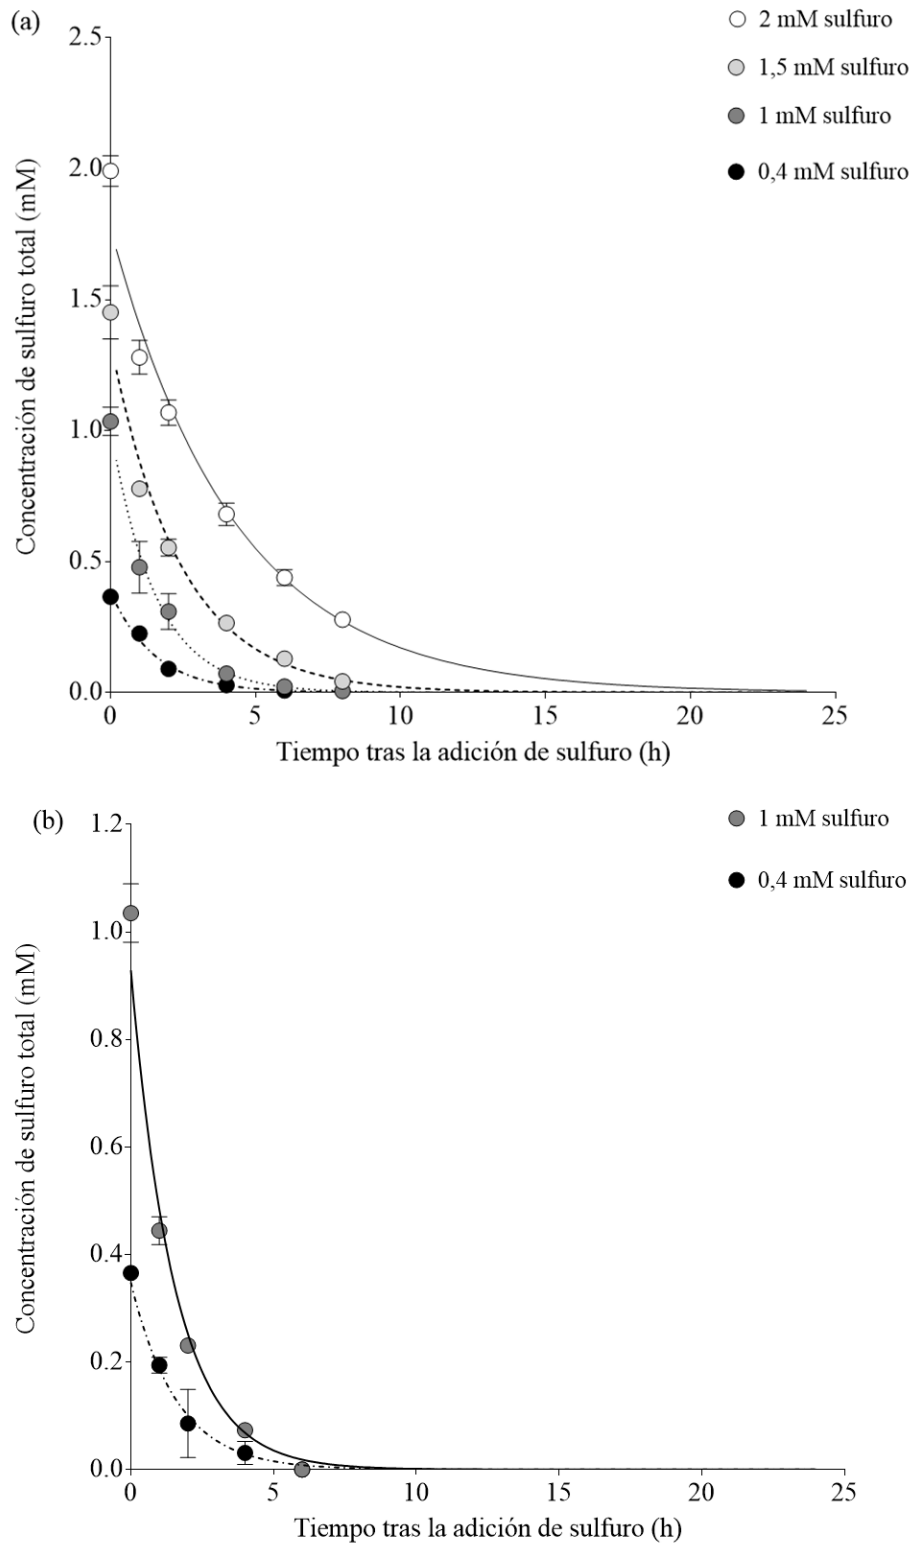 (a)
2 mM sulfuro
1,5 mM sulfuro
1 mM sulfuro
0,4 mM sulfuro
Concentración de sulfuro total (mM)
2.5
2.0
1.5
1.0
0.5
0.0
0 5 10 15 20 25
Tiempo tras la adición de sulfuro (h)
(b)
1 mM sulfuro
0,4 mM sulfuro
Concentración de sulfuro total (mM)
1.2
1.0
0.8
0.6
0.4
0.2
0.0
0 5 10 15 20 25
Tiempo tras la adición de sulfuro (h)